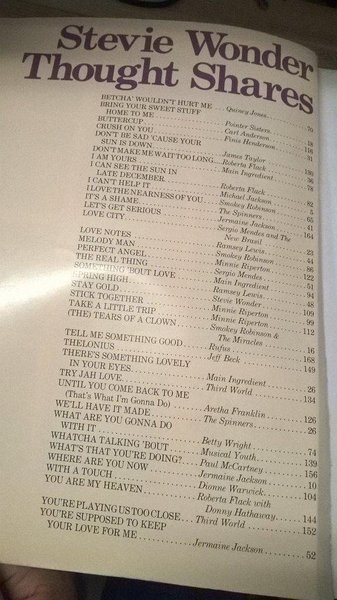 Stevie Wonder
Thought Shares
BETCHA' WOULDN'T HURT ME.....Quincy Jones.....70
BRING YOUR SWEET STUFF
HOME TO ME.....Pointer Sisters
BUTTERCUP.....Carl Anderson
CRUSH ON YOU.....Finis Henderson.....31
DON'T BE SAD 'CAUSE YOUR
SUN IS DOWN.....James Taylor
DON'T MAKE ME WAIT TOO LONG.....Roberta Flack
I AM YOURS.....Main Ingredient
I CAN SEE THE SUN IN
LATE DECEMBER.....Roberta Flack.....78
I CAN'T HELP IT.....Michael Jackson.....82
I LOVE THE NEARNESS OF YOU.....Smokey Robinson.....5
IT'S A SHAME.....The Spinners.....65
LET'S GET SERIOUS.....Jermaine Jackson.....41
LOVE CITY.....Sergio Mendes and The
New Brasil.....164
LOVE NOTES.....Ramsey Lewis.....23
MELODY MAN.....Smokey Robinson.....44
PERFECT ANGEL.....Minnie Riperton.....86
THE REAL THING.....Sergio Mendes.....122
SOMETHING 'BOUT LOVE.....Main Ingredient.....51
SPRING HIGH.....Ramsey Lewis.....94
STAY GOLD.....Stevie Wonder.....48
STICK TOGETHER.....Minnie Riperton.....109
TAKE A LITTLE TRIP.....Minnie Riperton.....99
(THE) TEARS OF A CLOWN.....Smokey Robinson &
The Miracles.....112
TELL ME SOMETHING GOOD.....Rufus.....16
THELONIUS.....Jeff Beck.....168
THERE'S SOMETHING LOVELY
IN YOUR EYES.....Main Ingredient.....26
TRY JAH LOVE.....Third World.....134
UNTIL YOU COME BACK TO ME
(That's What I'm Gonna Do).....Aretha Franklin.....126
WE'LL HAVE IT MADE.....The Spinners.....26
WHAT ARE YOU GONNA DO
WITH IT.....Betty Wright.....74
WHATCHA TALKING 'BOUT.....Musical Youth.....139
WHAT'S THAT YOU'RE DOING?.....Paul McCartney.....156
WHERE ARE YOU NOW.....Jermaine Jackson.....10
WITH A TOUCH.....Dionne Warwick.....104
YOU ARE MY HEAVEN.....Roberta Flack with
Donny Hathaway.....144
YOU'RE PLAYING US TOO CLOSE.....Third World.....152
YOU'RE SUPPOSED TO KEEP
YOUR LOVE FOR ME.....Jermaine Jackson.....52